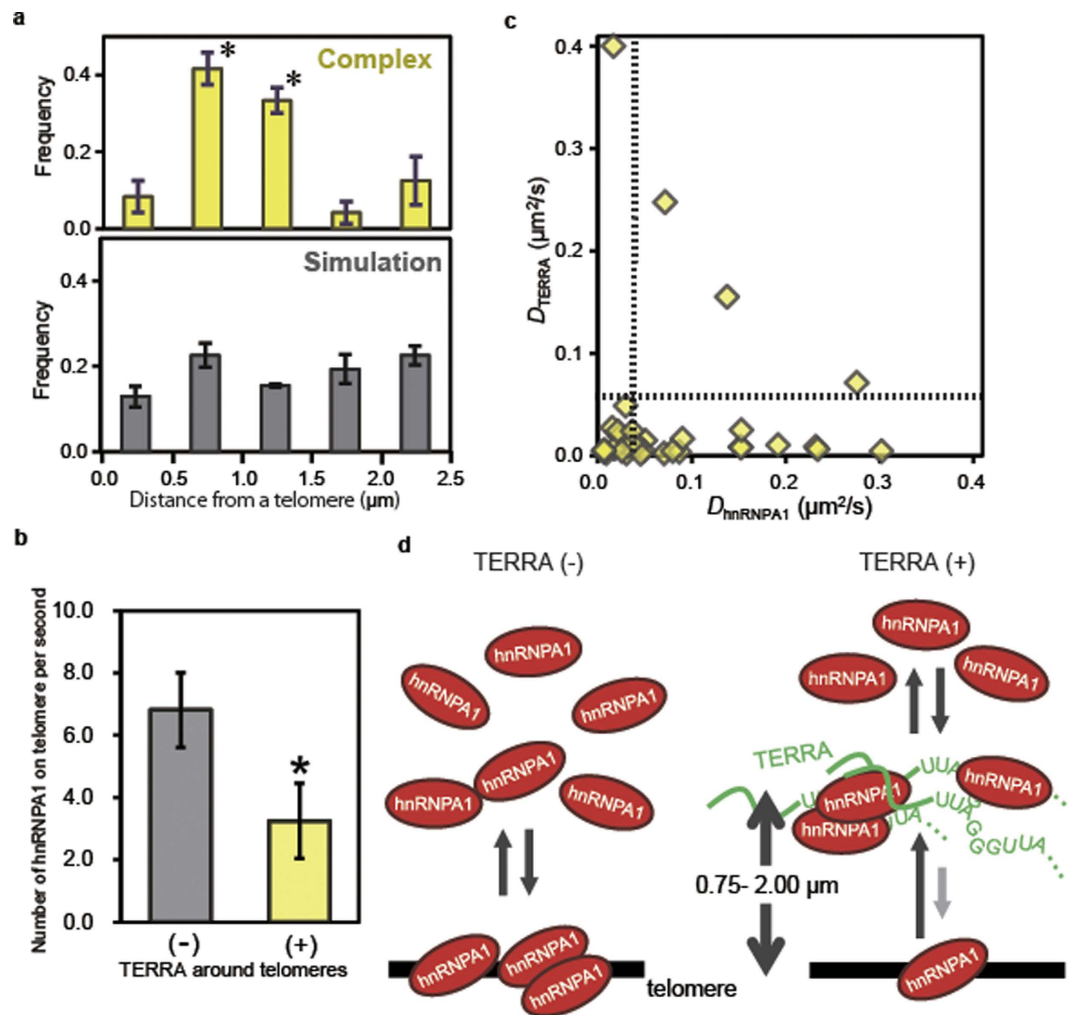 a
Complex
* *
Frequency
0.4
0.2
0.0
Simulation
Frequency
0.4
0.2
0.0
0.0 0.5 1.0 1.5 2.0 2.5
Distance from a telomere (μm)
b
Number of hnRNPA1 on telomere per second
10.0
8.0
6.0
4.0
2.0
0.0
*
(-) (+)
TERRA around telomeres
c
DTERRA (μm²/s)
0.4
0.3
0.2
0.1
0.0
0.0 0.1 0.2 0.3 0.4
DhnRNPA1 (μm²/s)
d
TERRA (-)
hnRNPA1
hnRNPA1
hnRNPA1
hnRNPA1
hnRNPA1
hnRNPA1
hnRNPA1
hnRNPA1
hnRNPA1
telomere
TERRA (+)
hnRNPA1
hnRNPA1
hnRNPA1
TERRA
UUA
hnRNPA1
U
hnRNPA1
UUAG
hnRNPA1
UUA
GGUUA
0.75- 2.00 μm
hnRNPA1